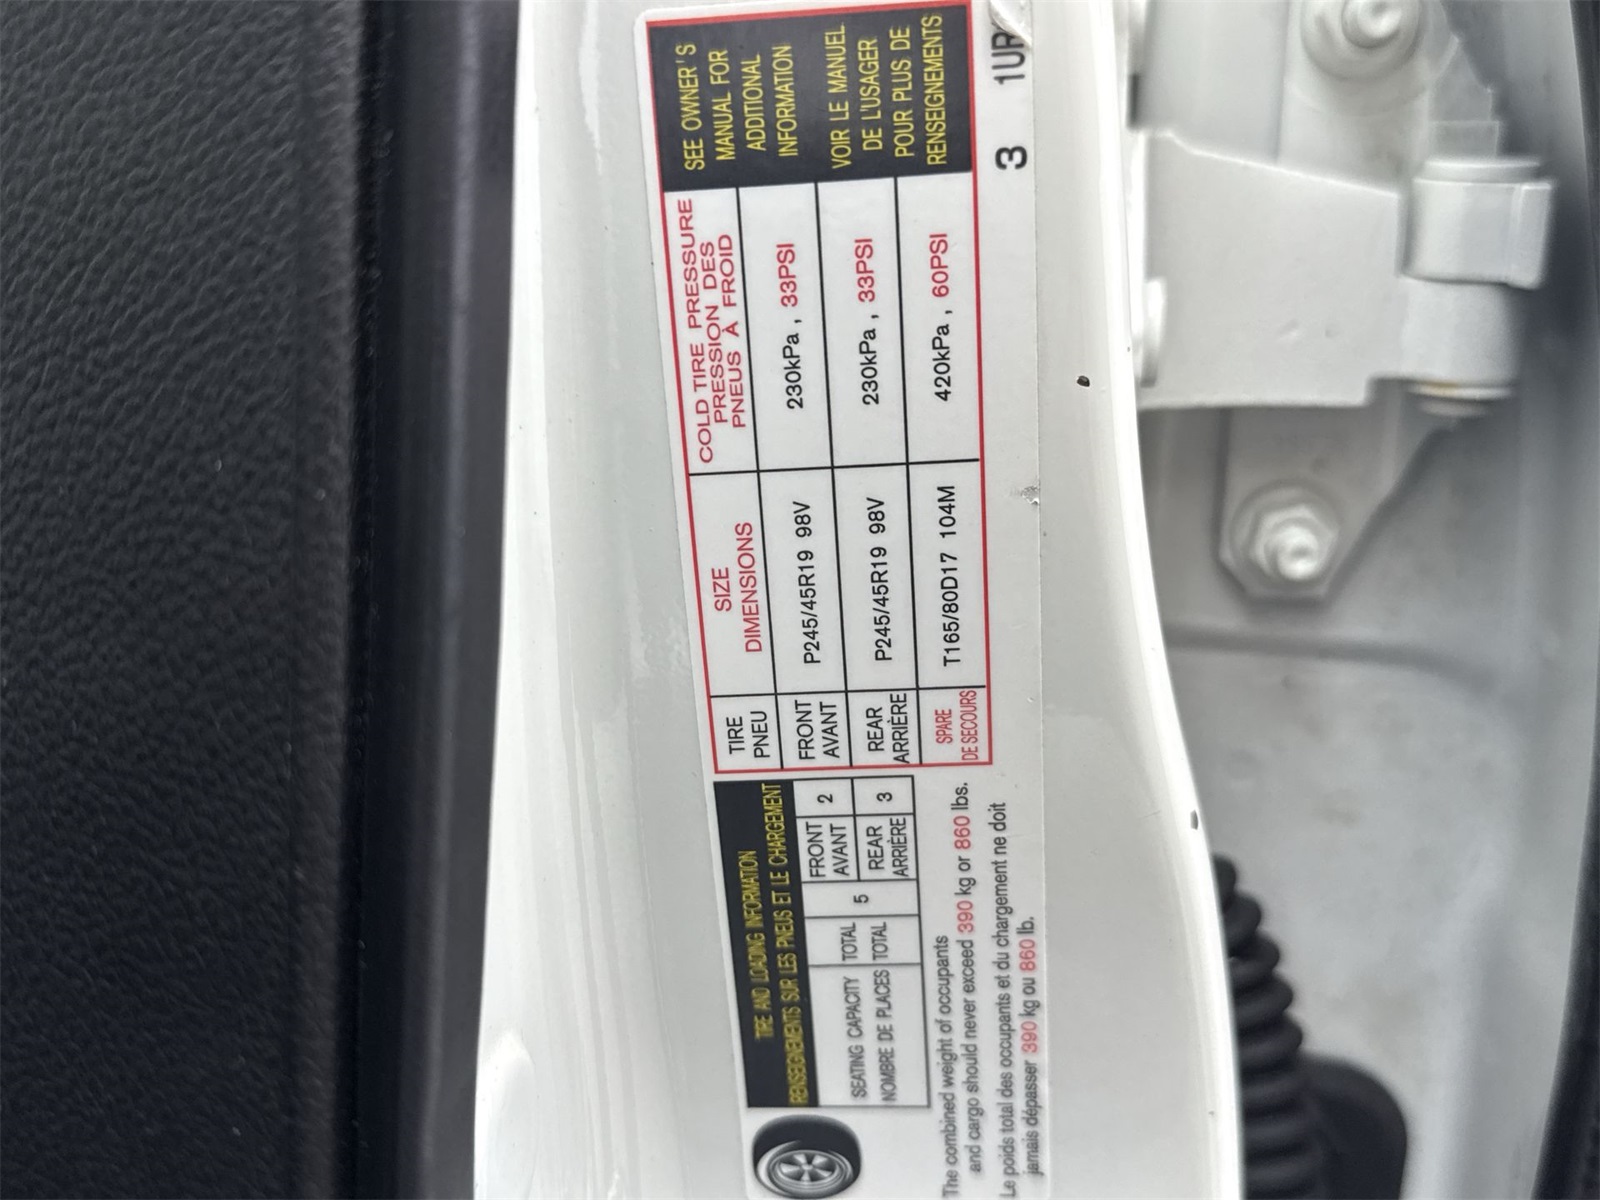 TIRE AND LOADING INFORMATION
RENSEIGNEMENTS SUR LES PNEUS ET LE CHARGEMENT
SEATING CAPACITY TOTAL 5 FRONT 2
AVANT
NOMBRE DE PLACES TOTAL REAR 3
ARRIÈRE
The combined weight of occupants
and cargo should never exceed 390 kg or 860 lbs.
Le poids total des occupants et du chargement ne doit
jamais dépasser 390 kg ou 860 lb.
TIRE
PNEU
SIZE
DIMENSIONS
COLD TIRE PRESSURE
PRESSION DES
PNEUS À FROID
FRONT
AVANT
P245/45R19 98V
230kPa, 33PSI
REAR
ARRIÈRE
P245/45R19 98V
230kPa, 33PSI
SPARE
DE SECOURS
T165/80D17 104M
420kPa, 60PSI
SEE OWNER'S
MANUAL FOR
ADDITIONAL
INFORMATION
VOIR LE MANUEL
DE L'USAGER
POUR PLUS DE
RENSEIGNEMENTS
3 1UR